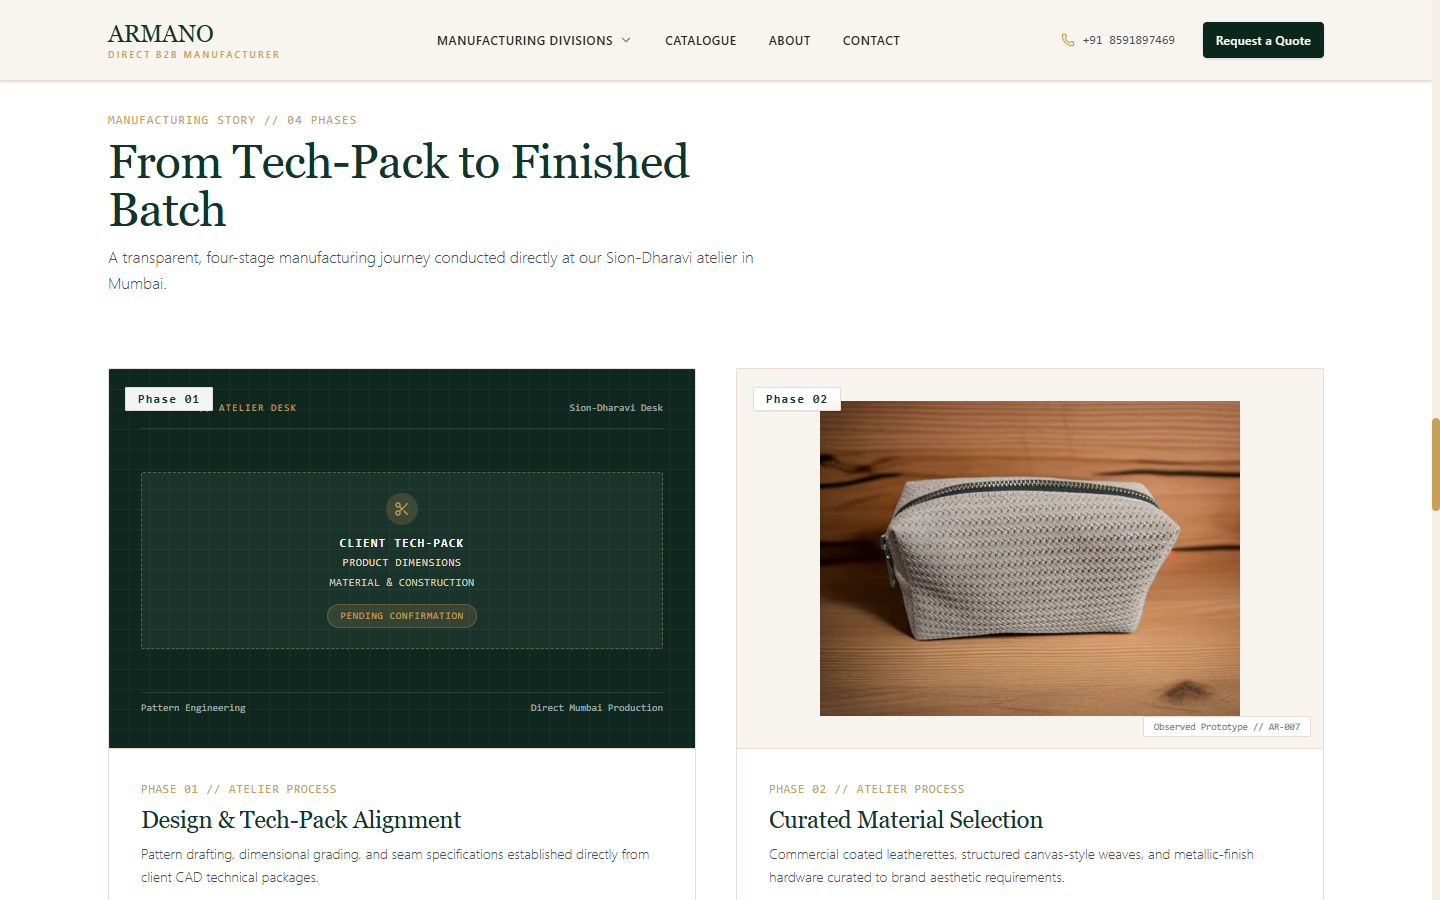 ARMANO
DIRECT B2B MANUFACTURER
MANUFACTURING DIVISIONS
CATALOGUE
ABOUT
CONTACT
+91 8591897469
Request a Quote
MANUFACTURING STORY // 04 PHASES
From Tech-Pack to Finished
Batch
A transparent, four-stage manufacturing journey conducted directly at our Sion-Dharavi atelier in
Mumbai.
Phase 01
ATELIER DESK
Sion-Dharavi Desk
CLIENT TECH-PACK
PRODUCT DIMENSIONS
MATERIAL & CONSTRUCTION
PENDING CONFIRMATION
Pattern Engineering
Direct Mumbai Production
PHASE 01 // ATELIER PROCESS
Design & Tech-Pack Alignment
Pattern drafting, dimensional grading, and seam specifications established directly from
client CAD technical packages.
Phase 02
Observed Prototype // AR-007
PHASE 02 // ATELIER PROCESS
Curated Material Selection
Commercial coated leatherettes, structured canvas-style weaves, and metallic-finish
hardware curated to brand aesthetic requirements.